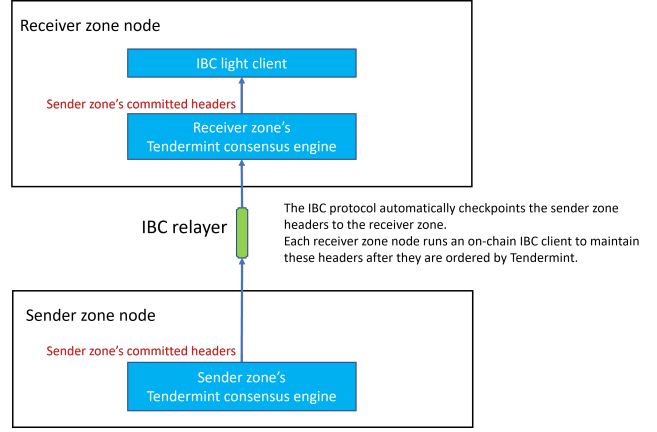 Receiver zone node
IBC light client
Sender zone's committed headers
Receiver zone's
Tendermint consensus engine
IBC relayer
The IBC protocol automatically checkpoints the sender zone
headers to the receiver zone.
Each receiver zone node runs an on-chain IBC client to maintain
these headers after they are ordered by Tendermint.
Sender zone node
Sender zone's committed headers
Sender zone's
Tendermint consensus engine